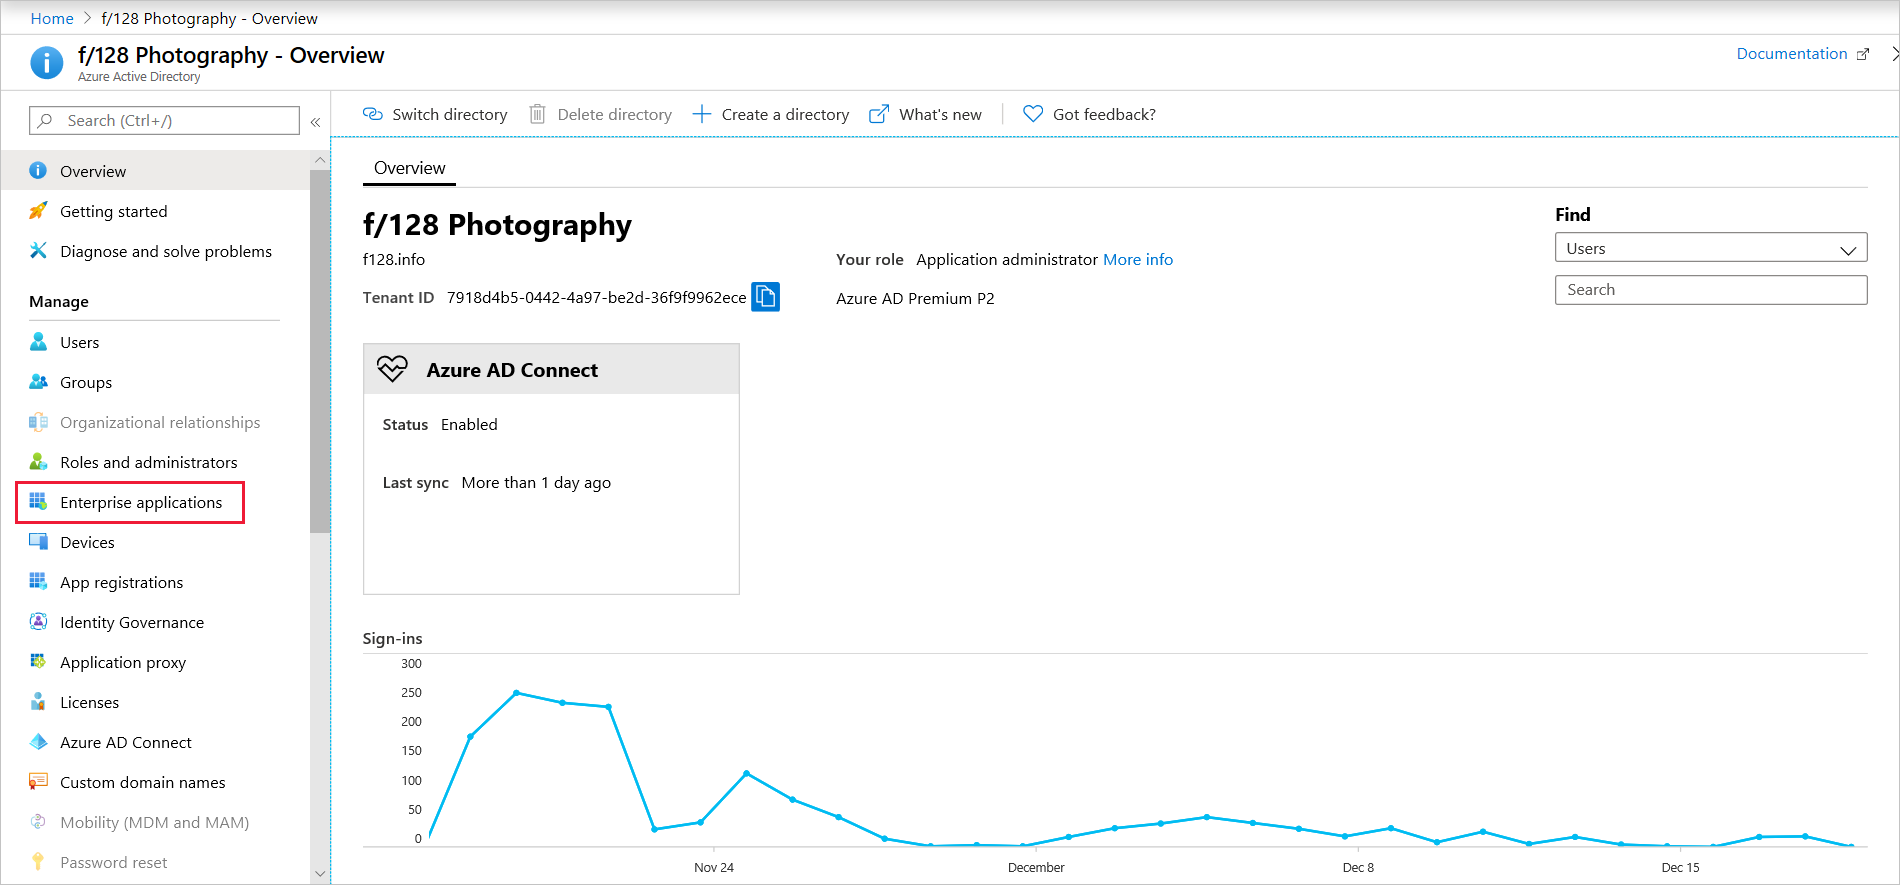 Home > f/128 Photography - Overview
f/128 Photography - Overview
Azure Active Directory
Documentation
Search (Ctrl+/)
«
Overview
Getting started
Diagnose and solve problems
Manage
Users
Groups
Organizational relationships
Roles and administrators
Enterprise applications
Devices
App registrations
Identity Governance
Application proxy
Licenses
Azure AD Connect
Custom domain names
Mobility (MDM and MAM)
Password reset
Switch directory
Delete directory
Create a directory
What's new
Got feedback?
Overview
f/128 Photography
f128.info
Your role Application administrator More info
Tenant ID 7918d4b5-0442-4a97-be2d-36f9f9962ece
Azure AD Premium P2
Find
Users
Search
Azure AD Connect
Status Enabled
Last sync More than 1 day ago
Sign-ins
300
250
200
150
100
50
0
Nov 24
December
Dec 8
Dec 15